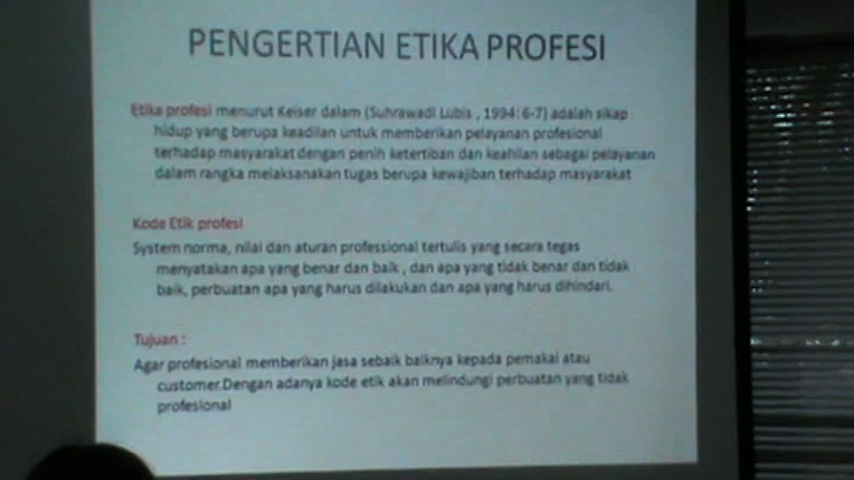 PENGERTIAN ETIKA PROFESI
Etika profesi menurut Keiser dalam (Suhrawadi Lubis , 1994: 6-7) adalah sikap
hidup yang berupa keadilan untuk memberikan pelayanan profesional
terhadap masyarakat dengan penih ketertiban dan keahlian sebagai pelayanan
dalam rangka melaksanakan tugas berupa kewajiban terhadap masyarakat
Kode Etik profesi
System norma, nilai dan aturan professional tertulis yang secara tegas
menyatakan apa yang benar dan baik , dan apa yang tidak benar dan tidak
baik, perbuatan apa yang harus dilakukan dan apa yang harus dihindari.
Tujuan :
Agar profesional memberikan jasa sebaik baiknya kepada pemakai atau
customer.Dengan adanya kode etik akan melindungi perbuatan yang tidak
profesional